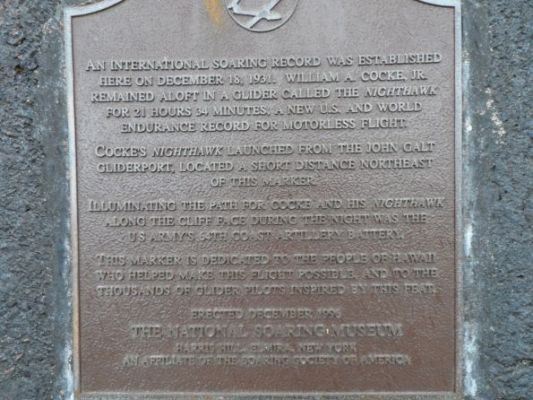 AN INTERNATIONAL SOARING RECORD WAS ESTABLISHED
HERE ON DECEMBER 18, 1931. WILLIAM A. COCKE, JR.
REMAINED ALOFT IN A GLIDER CALLED THE NIGHTHAWK
FOR 21 HOURS 34 MINUTES, A NEW U.S. AND WORLD
ENDURANCE RECORD FOR MOTORLESS FLIGHT.
COCKE'S NIGHTHAWK LAUNCHED FROM THE JOHN GALT
GLIDERPORT, LOCATED A SHORT DISTANCE NORTHEAST
OF THIS MARKER.
ILLUMINATING THE PATH FOR COCKE AND HIS NIGHTHAWK
ALONG THE CLIFF FACE DURING THE NIGHT WAS THE
US ARMY'S 64TH COAST ARTILLERY BATTERY.
THIS MARKER IS DEDICATED TO THE PEOPLE OF HAWAII
WHO HELPED MAKE THIS FLIGHT POSSIBLE, AND TO THE
THOUSANDS OF GLIDER PILOTS INSPIRED BY THIS FEAT.
ERECTED DECEMBER 1996
THE NATIONAL SOARING MUSEUM
HARRIS HILL, ELMIRA, NEW YORK
AN AFFILIATE OF THE SOARING SOCIETY OF AMERICA